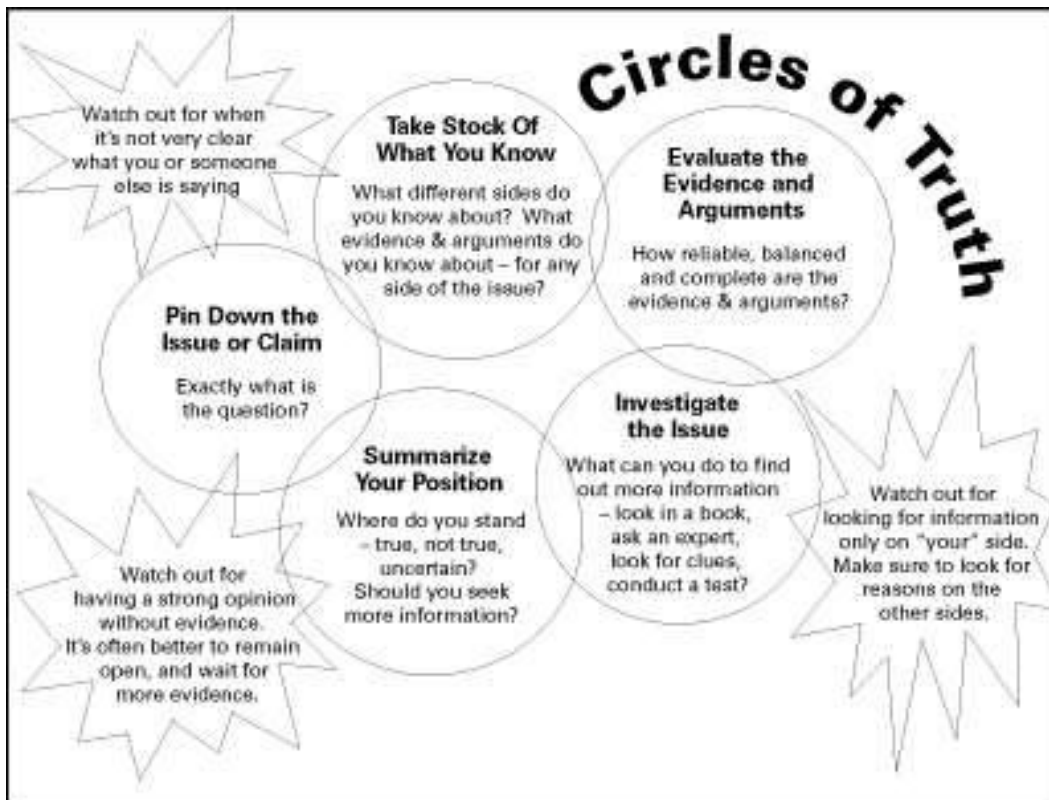 Circles of Truth
Watch out for when
it's not very clear
what you or someone
else is saying
Take Stock Of
What You Know
What different sides do
you know about? What
evidence & arguments do
you know about – for any
side of the issue?
Evaluate the
Evidence and
Arguments
How reliable, balanced
and complete are the
evidence & arguments?
Pin Down the
Issue or Claim
Exactly what is
the question?
Summarize
Your Position
Where do you stand
– true, not true,
uncertain?
Should you seek
more information?
Investigate
the Issue
What can you do to find
out more information
– look in a book,
ask an expert,
look for clues,
conduct a test?
Watch out for
looking for information
only on "your" side.
Make sure to look for
reasons on the
other sides.
Watch out for
having a strong opinion
without evidence.
It's often better to remain
open, and wait for
more evidence.